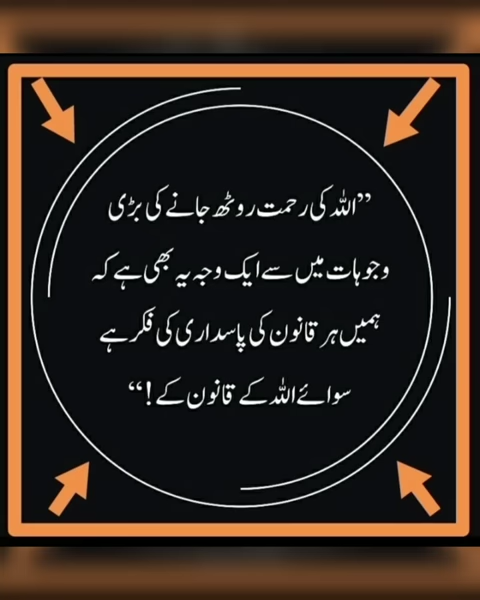 ”اللہ کی رحمت روٹھ جانے کی بڑی
وجوہات میں سے ایک وجہ یہ بھی ہے کہ
ہمیں ہر قانون کی پاسداری کی فکر ہے
سوائے اللہ کے قانون کے!“